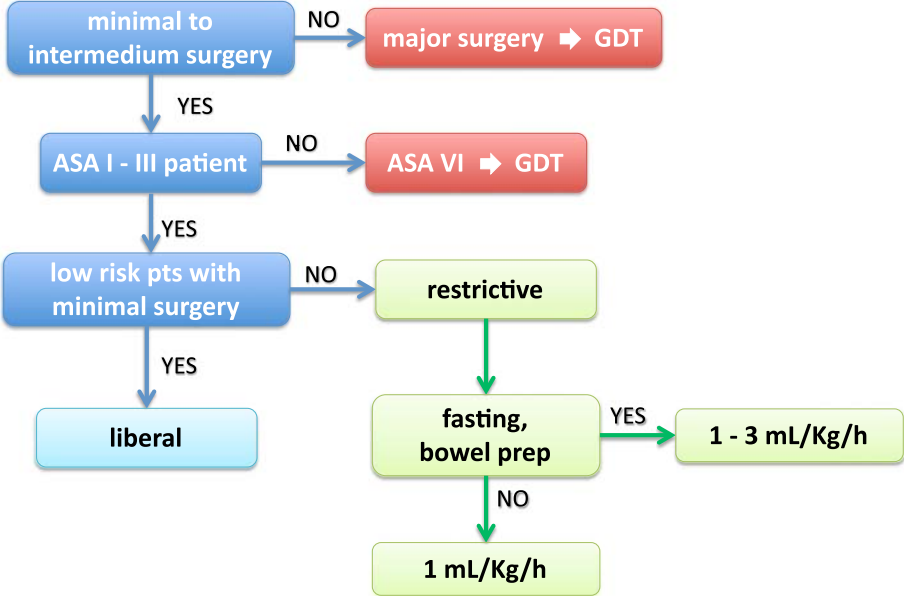 minimal to
intermedium surgery
NO
major surgery ➡ GDT
YES
ASA I - III patient
NO
ASA VI ➡ GDT
YES
low risk pts with
minimal surgery
NO
restrictive
YES
liberal
fasting,
bowel prep
YES
1 - 3 mL/Kg/h
NO
1 mL/Kg/h